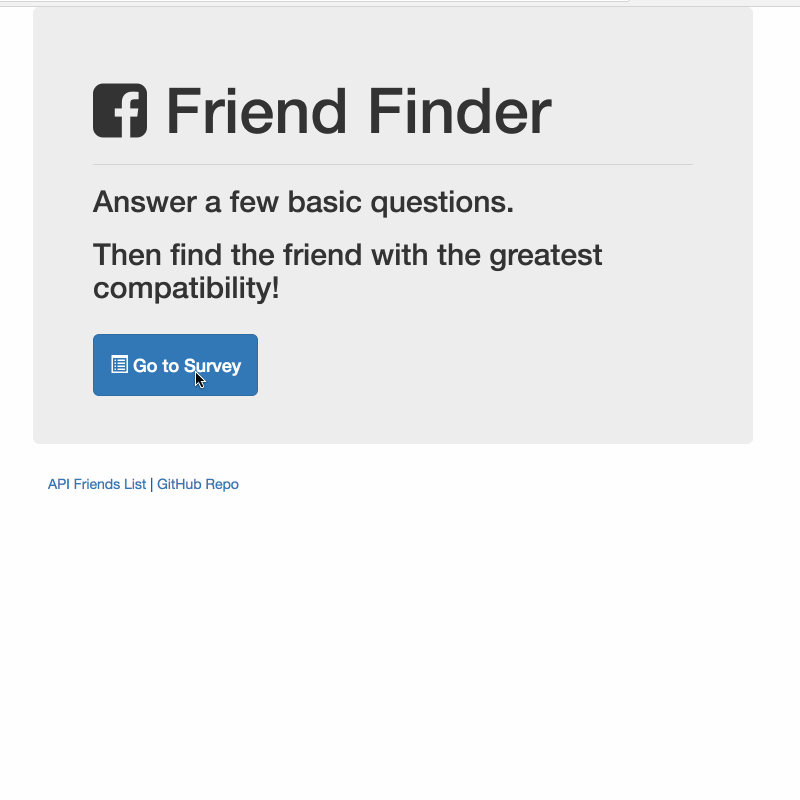 Friend Finder
Answer a few basic questions.
Then find the friend with the greatest
compatibility!
Go to Survey
API Friends List | GitHub Repo